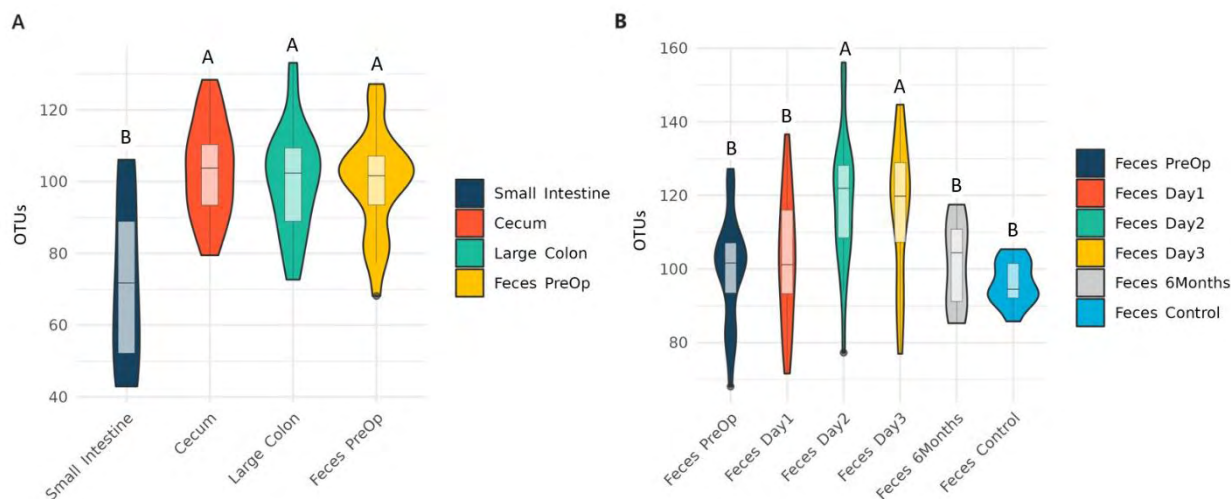 A
OTUs
120
100
80
60
40
B
A
A
A
Small Intestine
Cecum
Large Colon
Feces PreOp
Small Intestine
Cecum
Large Colon
Feces PreOp
B
OTUs
160
140
120
100
80
B
B
A
A
B
B
Feces PreOp
Feces Day1
Feces Day2
Feces Day3
Feces 6Months
Feces Control
Feces PreOp
Feces Day1
Feces Day2
Feces Day3
Feces 6Months
Feces Control